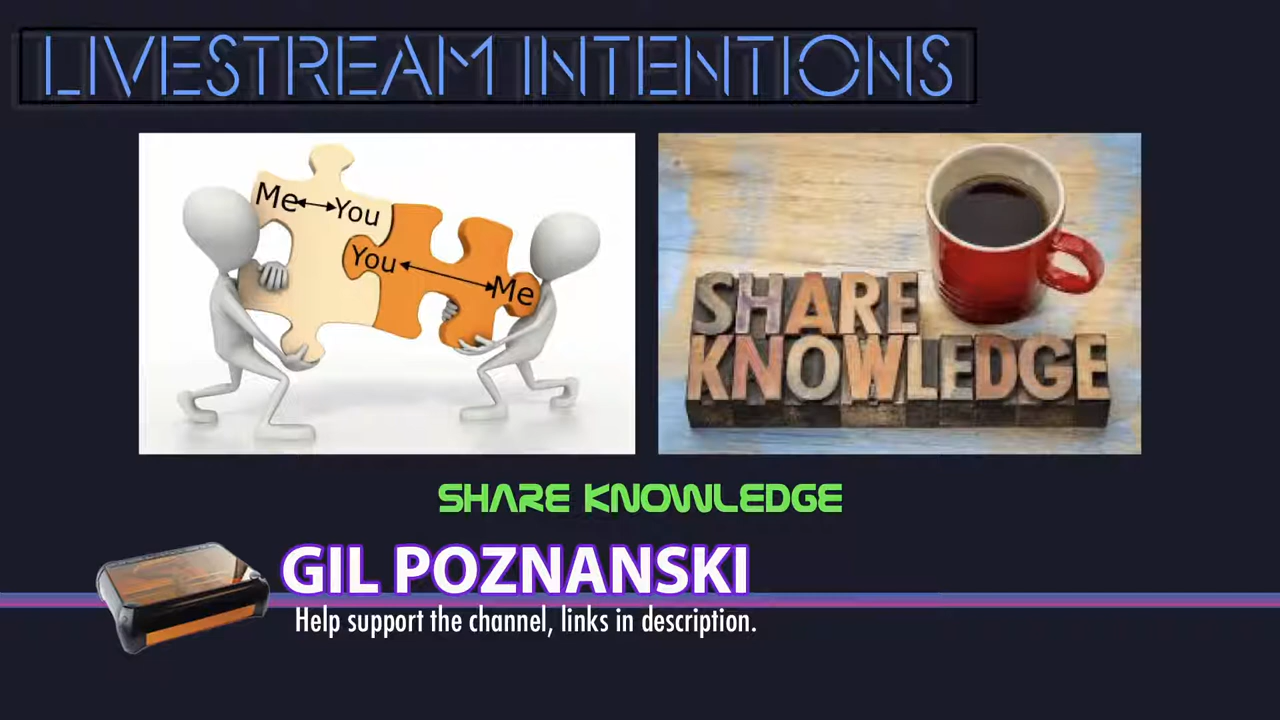 LIVESTREAM INTENTIONS
Me You
You Me
SHARE
KNOWLEDGE
SHARE KNOWLEDGE
GIL POZNANSKI
Help support the channel, links in description.